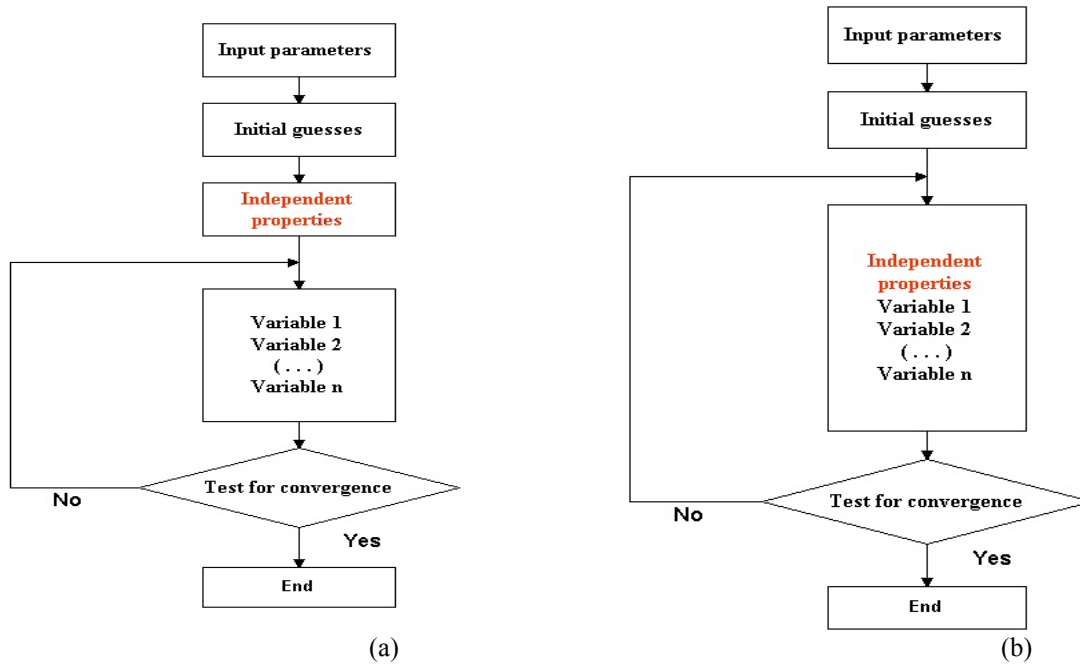 Input parameters
Initial guesses
Independent
properties
Variable 1
Variable 2
( . . . )
Variable n
Test for convergence
No
Yes
End
(a)
Input parameters
Initial guesses
Independent
properties
Variable 1
Variable 2
( . . . )
Variable n
Test for convergence
No
Yes
End
(b)